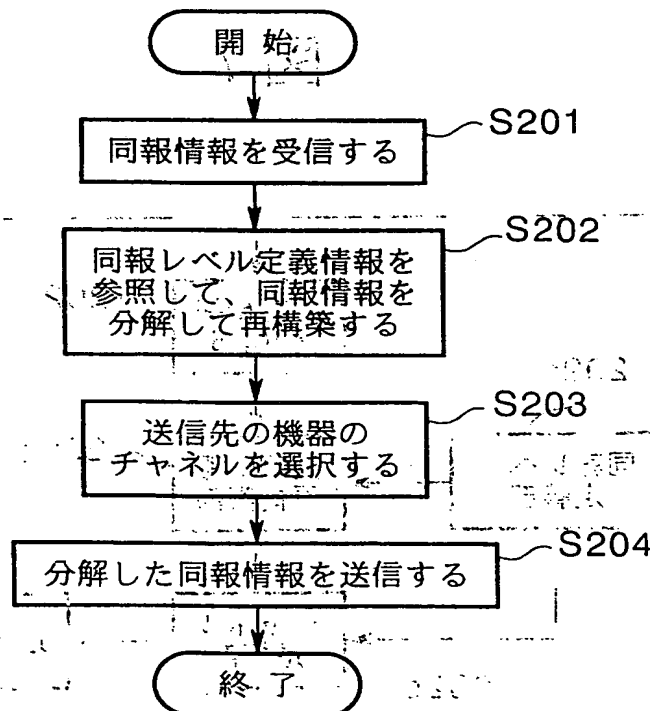 開始
同報情報を受信する
S201
同報レベル定義情報を
参照して、同報情報を
分解して再構築する
S202
送信先の機器の
チャネルを選択する
S203
分解した同報情報を送信する
S204
終了